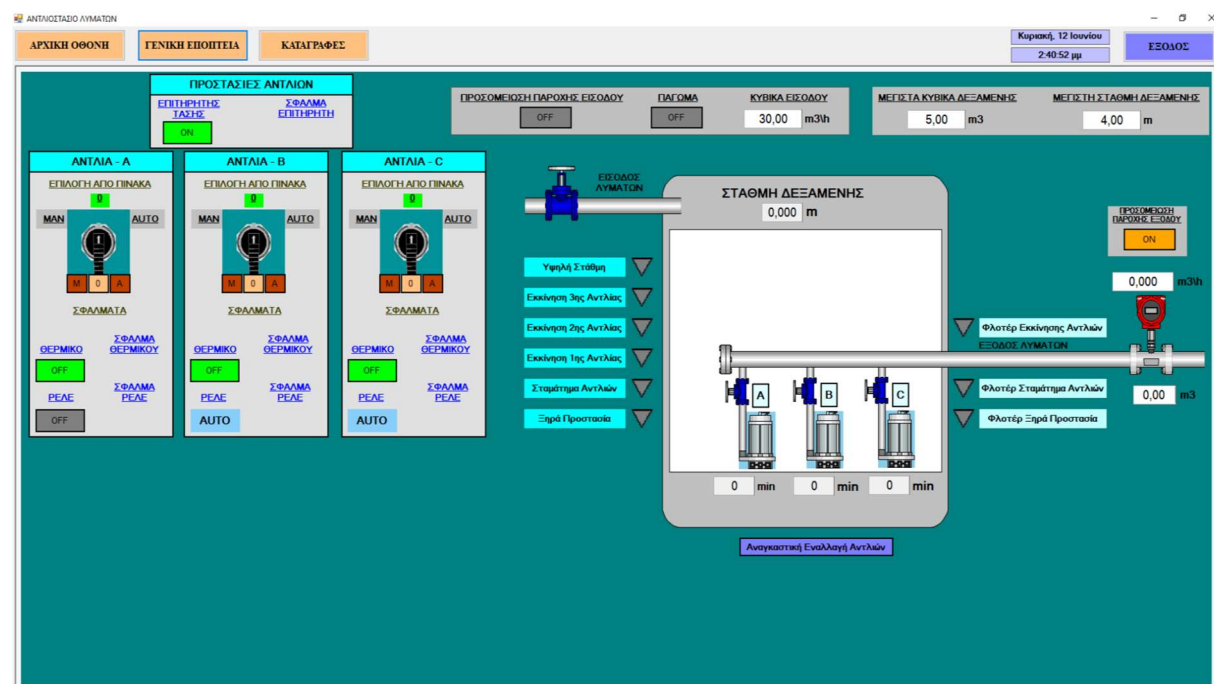 ΑΝΤΛΙΟΣΤΑΣΙΟ ΛΥΜΑΤΩΝ
ΑΡΧΙΚΗ ΟΘΟΝΗ
ΓΕΝΙΚΗ ΕΠΟΠΤΕΙΑ
ΚΑΤΑΓΡΑΦΕΣ
Κυριακή, 12 Ιουνίου
2:40:52 μμ
ΕΞΟΔΟΣ
ΠΡΟΣΤΑΣΙΕΣ ΑΝΤΛΙΩΝ
ΕΠΙΤΗΡΗΤΗΣ
ΤΑΣΗΣ
ΣΦΑΛΜΑ
ΕΠΙΤΗΡΗΤΗ
ON
ΠΡΟΣΟΜΕΙΩΣΗ ΠΑΡΟΧΗΣ ΕΙΣΟΔΟΥ
ΠΑΓΩΜΑ
ΚΥΒΙΚΑ ΕΙΣΟΔΟΥ
OFF
OFF
30,00 m3\h
ΜΕΓΙΣΤΑ ΚΥΒΙΚΑ ΔΕΞΑΜΕΝΗΣ
ΜΕΓΙΣΤΗ ΣΤΑΘΜΗ ΔΕΞΑΜΕΝΗΣ
5,00 m3
4,00 m
ΑΝΤΛΙΑ - Α
ΕΠΙΛΟΓΗ ΑΠΟ ΠΙΝΑΚΑ
0
MAN
AUTO
M 0 A
ΣΦΑΛΜΑΤΑ
ΘΕΡΜΙΚΟ
ΣΦΑΛΜΑ
ΘΕΡΜΙΚΟΥ
OFF
ΡΕΛΕ
ΣΦΑΛΜΑ
ΡΕΛΕ
OFF
ΑΝΤΛΙΑ - Β
ΕΠΙΛΟΓΗ ΑΠΟ ΠΙΝΑΚΑ
0
MAN
AUTO
M 0 A
ΣΦΑΛΜΑΤΑ
ΘΕΡΜΙΚΟ
ΣΦΑΛΜΑ
ΘΕΡΜΙΚΟΥ
OFF
ΡΕΛΕ
ΣΦΑΛΜΑ
ΡΕΛΕ
AUTO
ΑΝΤΛΙΑ - C
ΕΠΙΛΟΓΗ ΑΠΟ ΠΙΝΑΚΑ
0
MAN
AUTO
M 0 A
ΣΦΑΛΜΑΤΑ
ΘΕΡΜΙΚΟ
ΣΦΑΛΜΑ
ΘΕΡΜΙΚΟΥ
OFF
ΡΕΛΕ
ΣΦΑΛΜΑ
ΡΕΛΕ
AUTO
ΕΙΣΟΔΟΣ
ΛΥΜΑΤΩΝ
ΣΤΑΘΜΗ ΔΕΞΑΜΕΝΗΣ
0,000 m
Υψηλή Στάθμη
Εκκίνηση 3ης Αντλίας
Εκκίνηση 2ης Αντλίας
Εκκίνηση 1ης Αντλίας
Σταμάτημα Αντλιών
Ξηρά Προστασία
A
B
C
0 min
0 min
0 min
Αναγκαστική Εναλλαγή Αντλιών
ΠΡΟΣΟΜΕΙΩΣΗ
ΠΑΡΟΧΗΣ ΕΞΟΔΟΥ
ON
0,000 m3\h
Φλοτέρ Εκκίνησης Αντλιών
ΕΞΟΔΟΣ ΛΥΜΑΤΩΝ
Φλοτέρ Σταμάτημα Αντλιών
0,00 m3
Φλοτέρ Ξηρά Προστασία